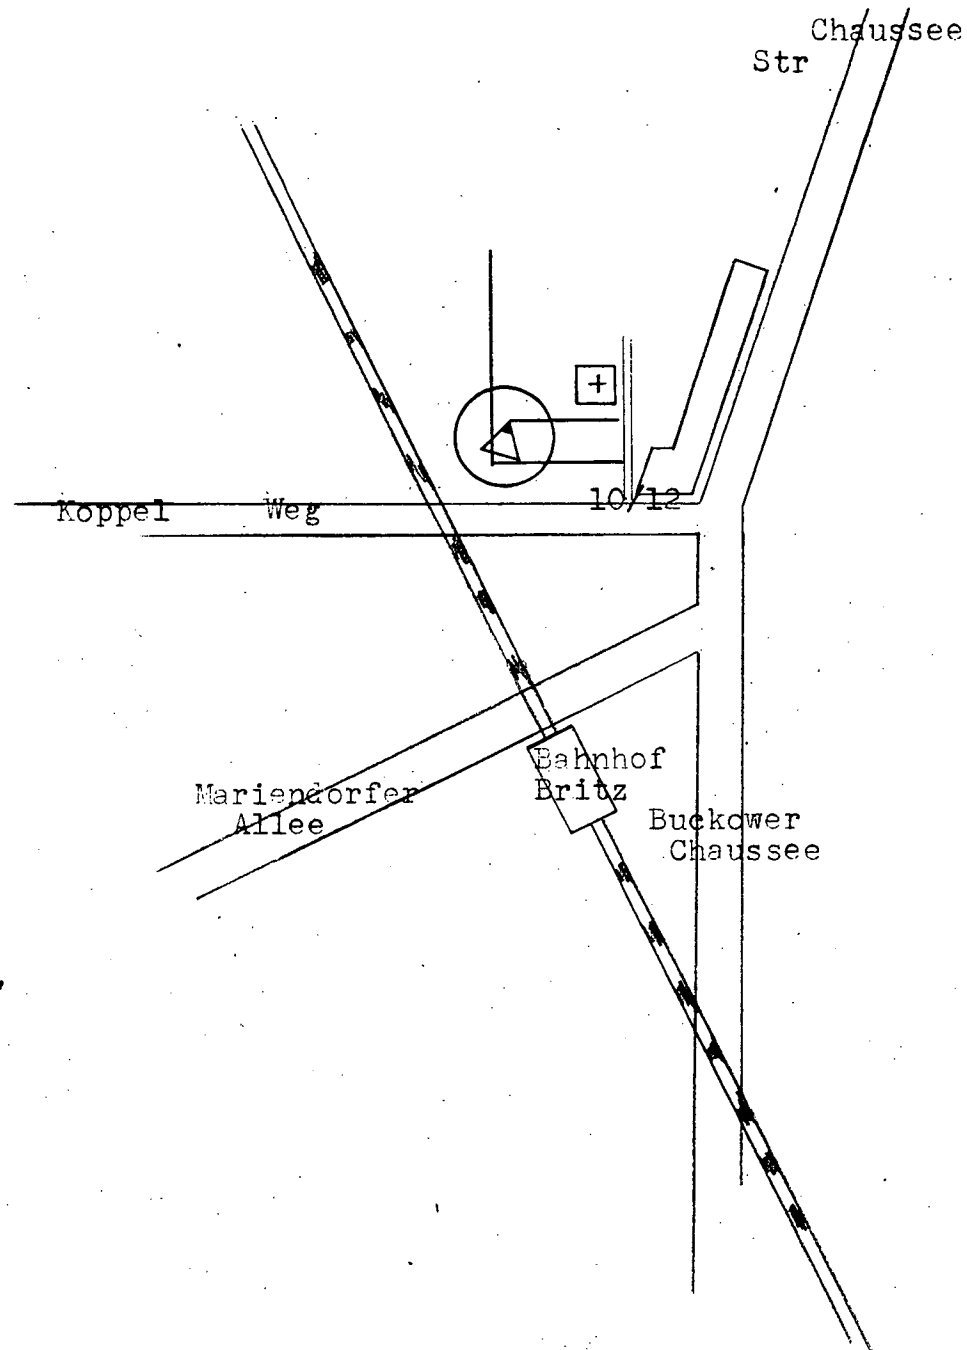 Chaussee
Str
+
10/12
Koppel Weg
Bahnhof
Britz
Mariendorfer
Allee
Buckower
Chaussee